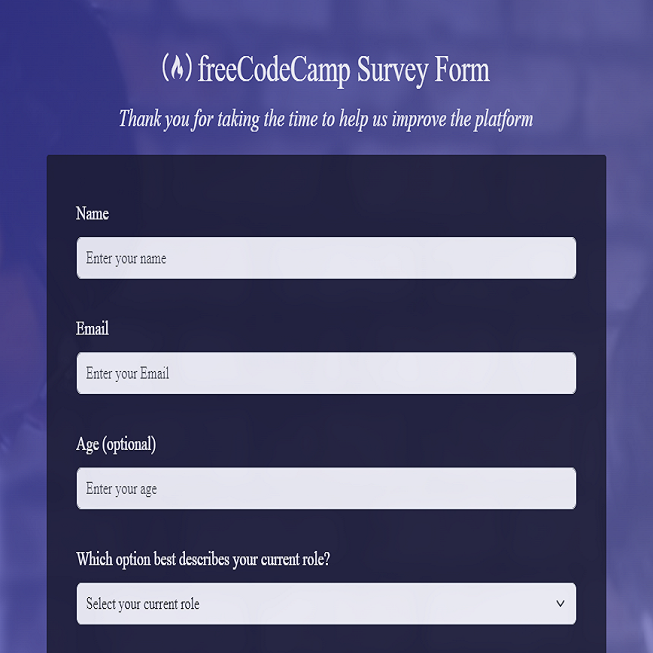 freeCodeCamp Survey Form
Thank you for taking the time to help us improve the platform
Name
Enter your name
Email
Enter your Email
Age (optional)
Enter your age
Which option best describes your current role?
Select your current role